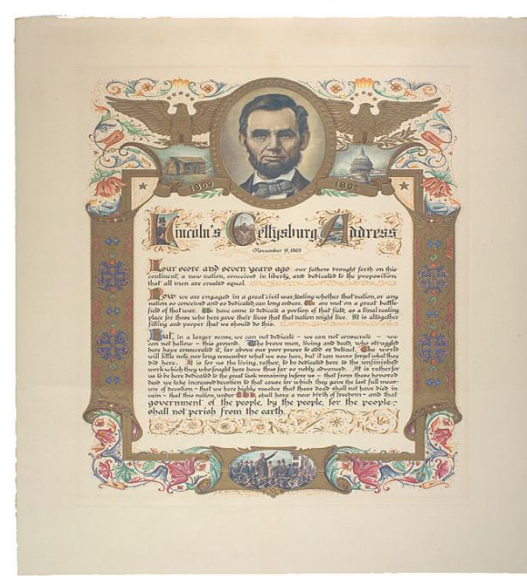 Lincoln's Gettysburg Address
November 19, 1863
Four score and seven years ago our fathers brought forth on this
continent, a new nation, conceived in liberty, and dedicated to the proposition
that all men are created equal.
Now we are engaged in a great civil war, testing whether that nation, or any
nation so conceived and so dedicated, can long endure. We are met on a great battle-
field of that war. We have come to dedicate a portion of that field, as a final resting
place for those who here gave their lives that that nation might live. It is altogether
fitting and proper that we should do this.
But, in a larger sense, we can not dedicate – we can not consecrate – we
can not hallow – this ground. The brave men, living and dead, who struggled
here have consecrated it, far above our poor power to add or detract. The world
will little note, nor long remember what we say here, but it can never forget what they
did here. It is for us the living, rather, to be dedicated here to the unfinished
work which they who fought here have thus far so nobly advanced. It is rather for
us to be here dedicated to the great task remaining before us – that from these honored
dead we take increased devotion to that cause for which they gave the last full meas-
ure of devotion – that we here highly resolve that these dead shall not have died in
vain – that this nation, under God, shall have a new birth of freedom – and that
government of the people, by the people, for the people –
shall not perish from the earth.